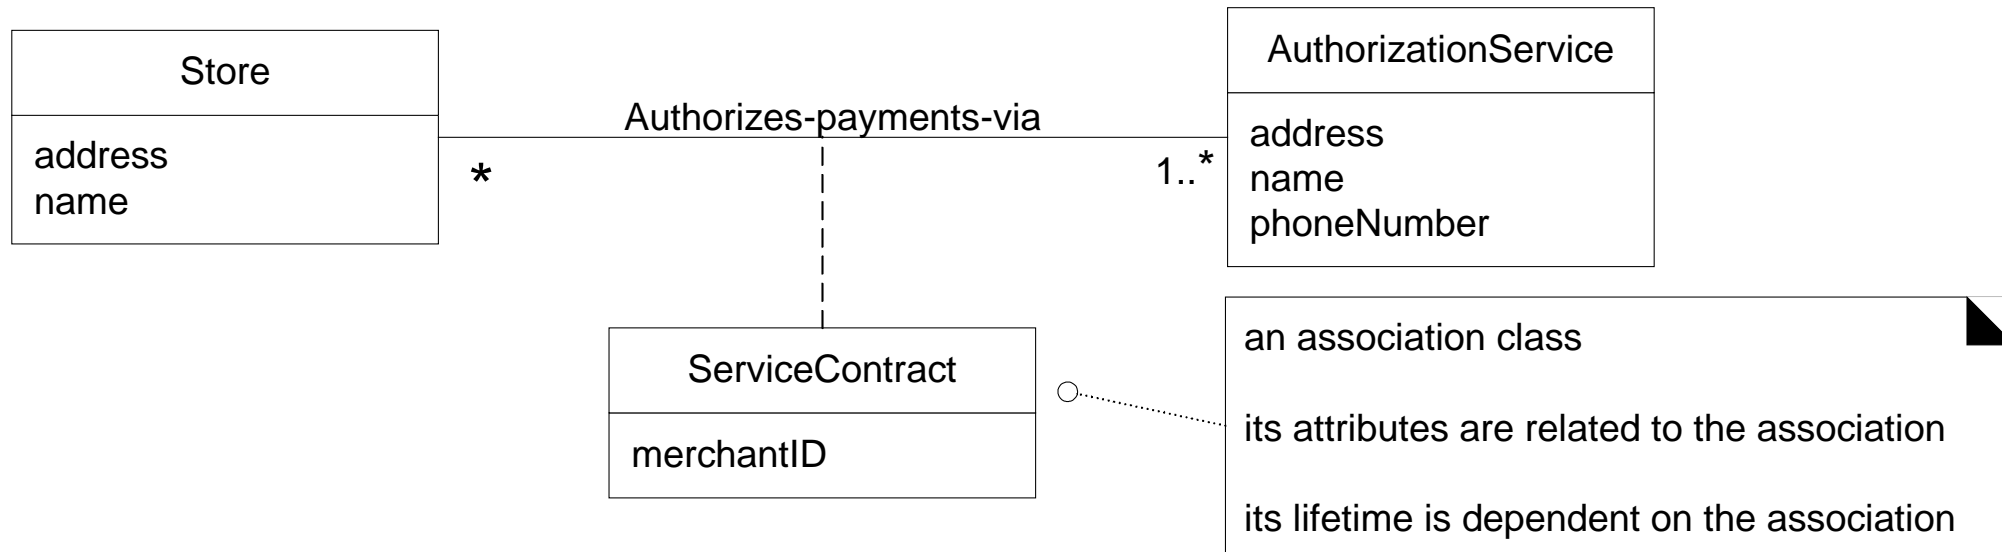 Store
address
name
Authorizes-payments-via
*
1..*
AuthorizationService
address
name
phoneNumber
ServiceContract
merchantID
an association class
its attributes are related to the association
its lifetime is dependent on the association